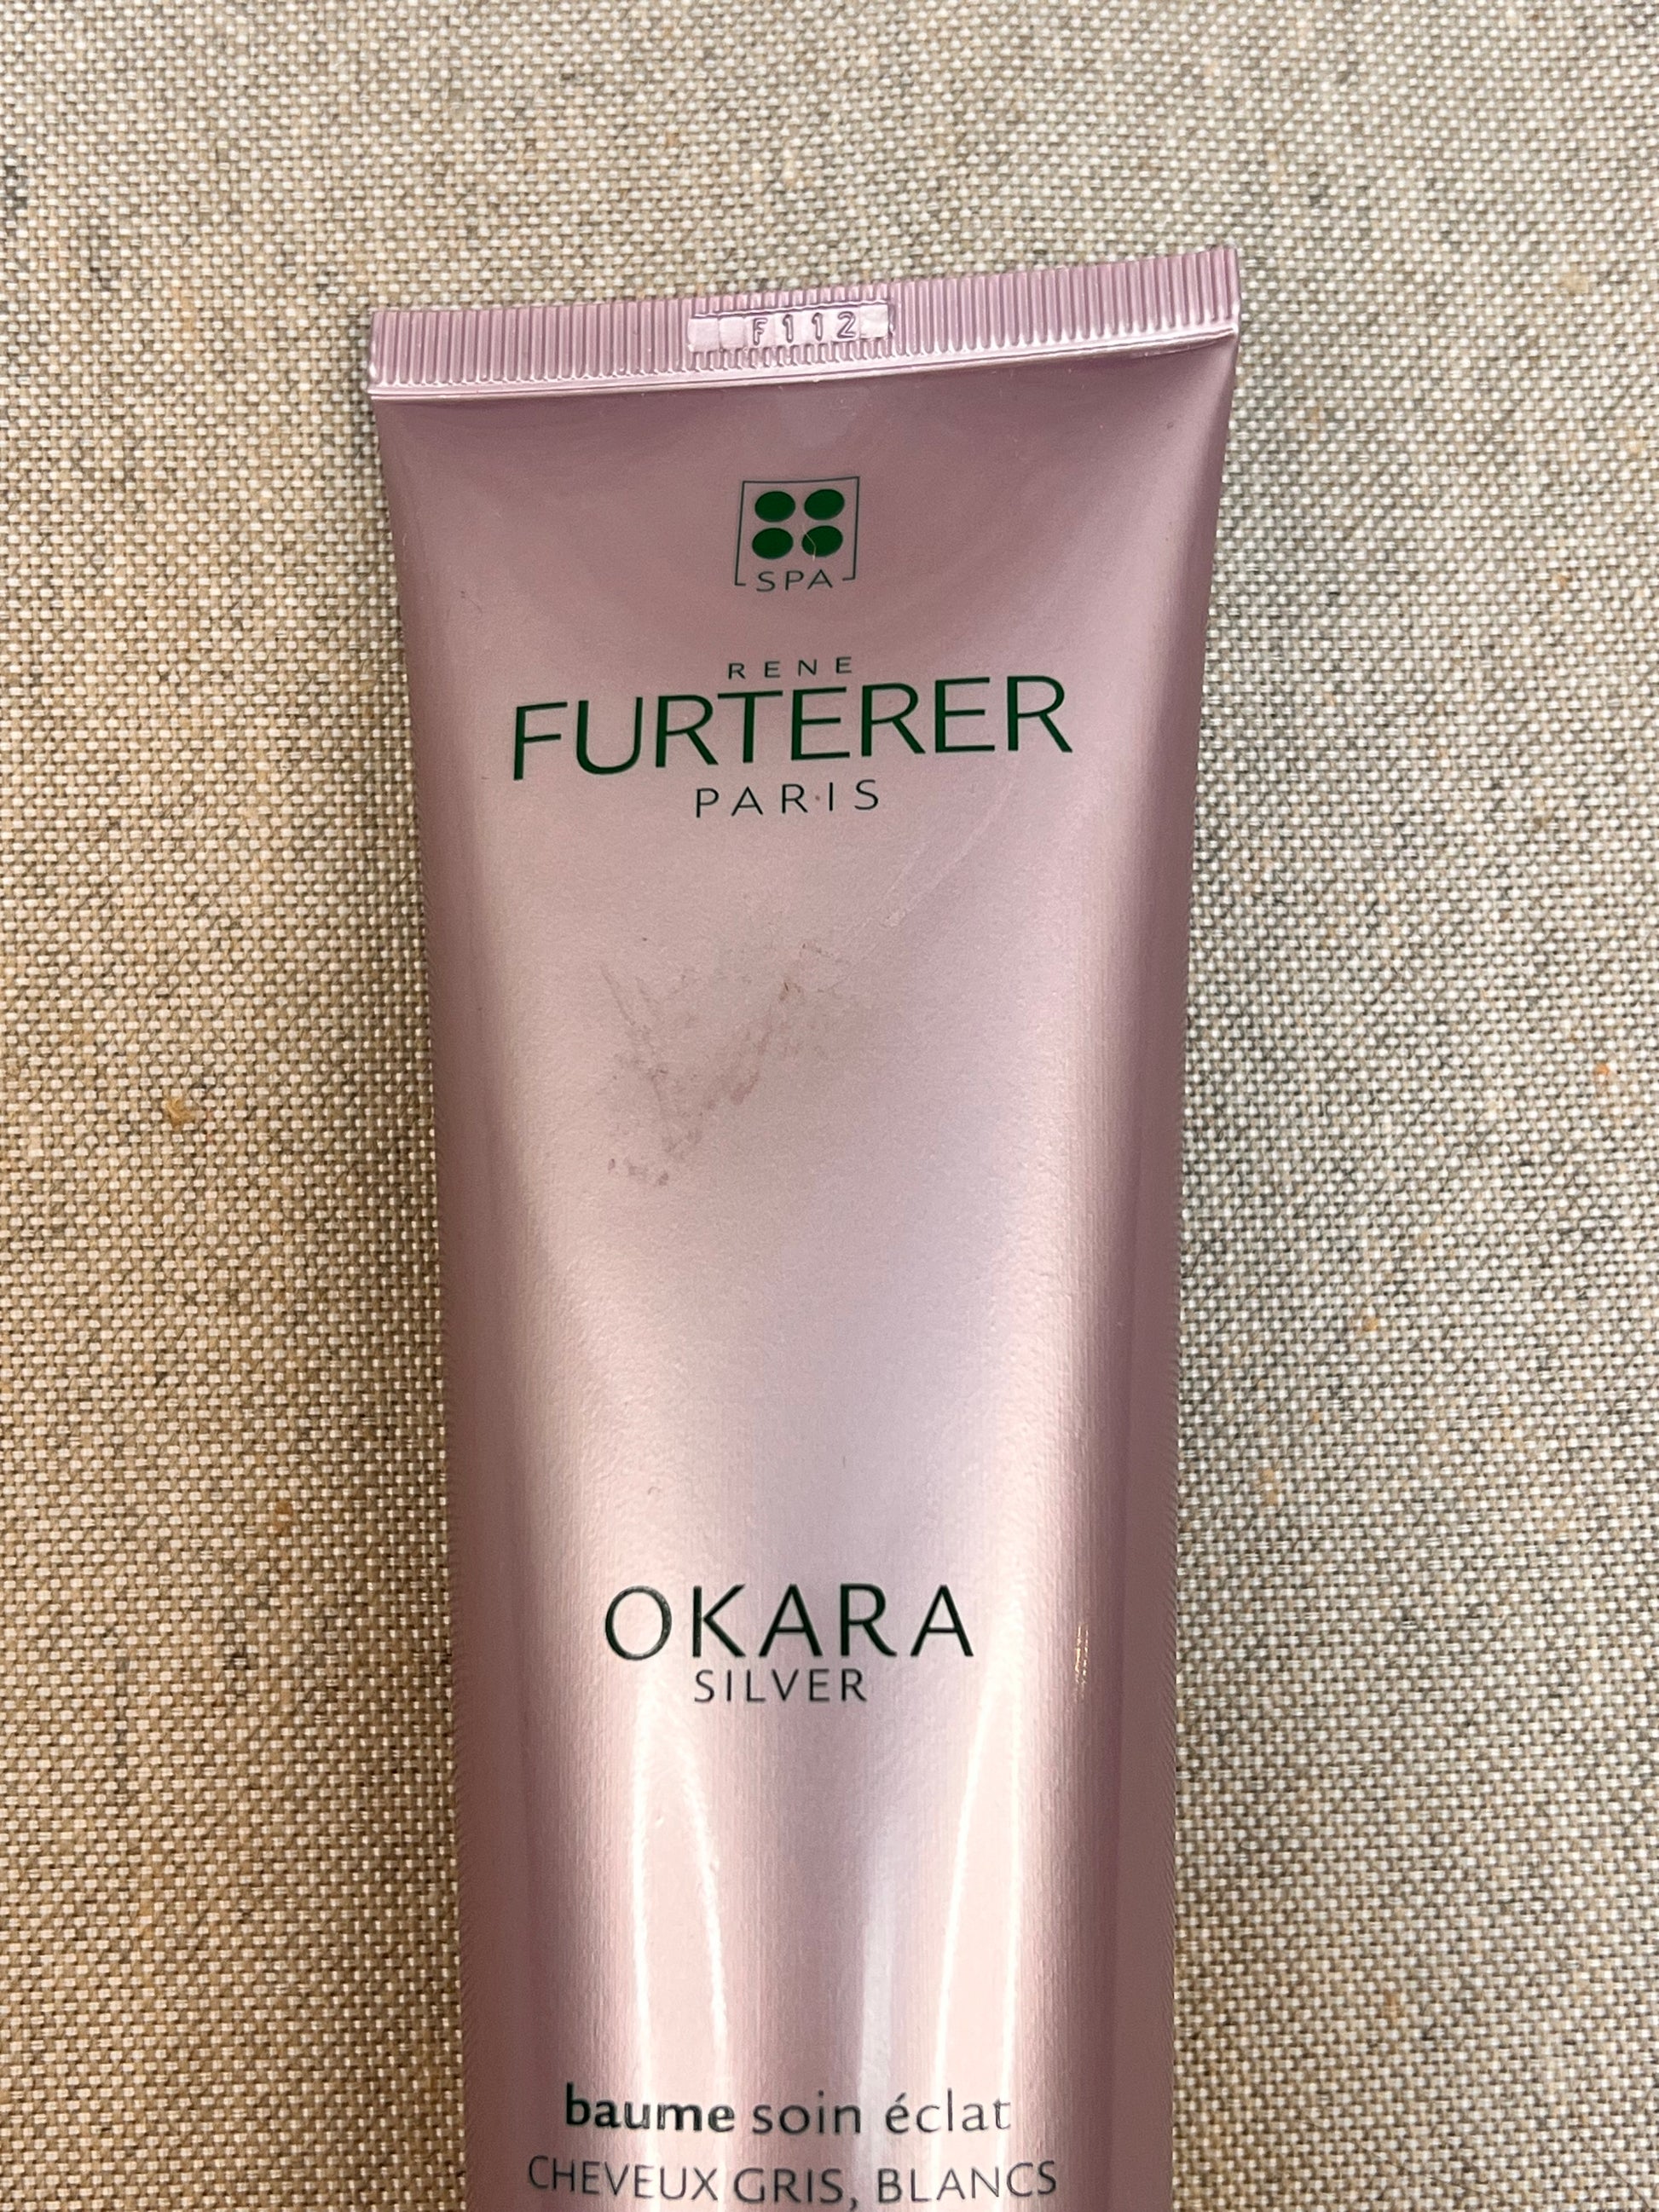 F112
SPA
RENE
FURTERER
PARIS
OKARA
SILVER
baume soin éclat
CHEVEUX GRIS, BLANCS